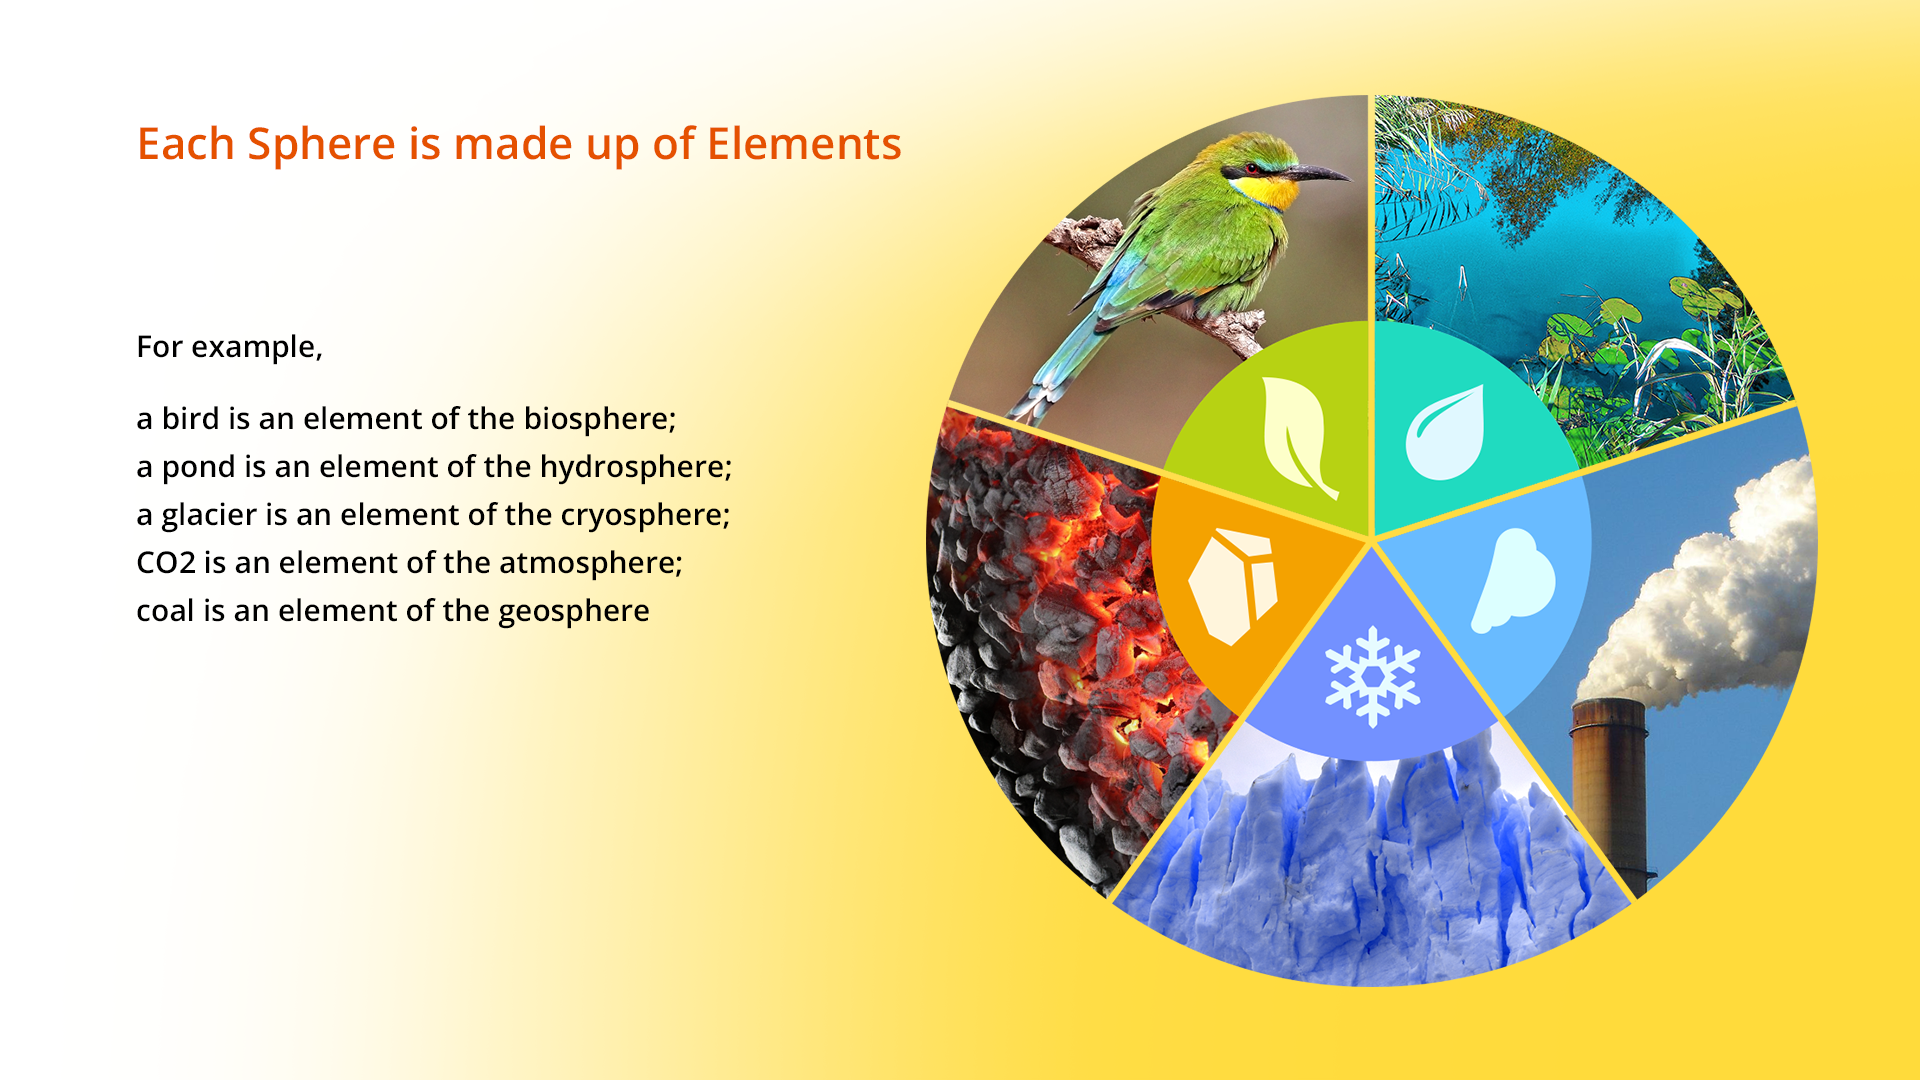 Each Sphere is made up of Elements
For example,
a bird is an element of the biosphere;
a pond is an element of the hydrosphere;
a glacier is an element of the cryosphere;
CO2 is an element of the atmosphere;
coal is an element of the geosphere